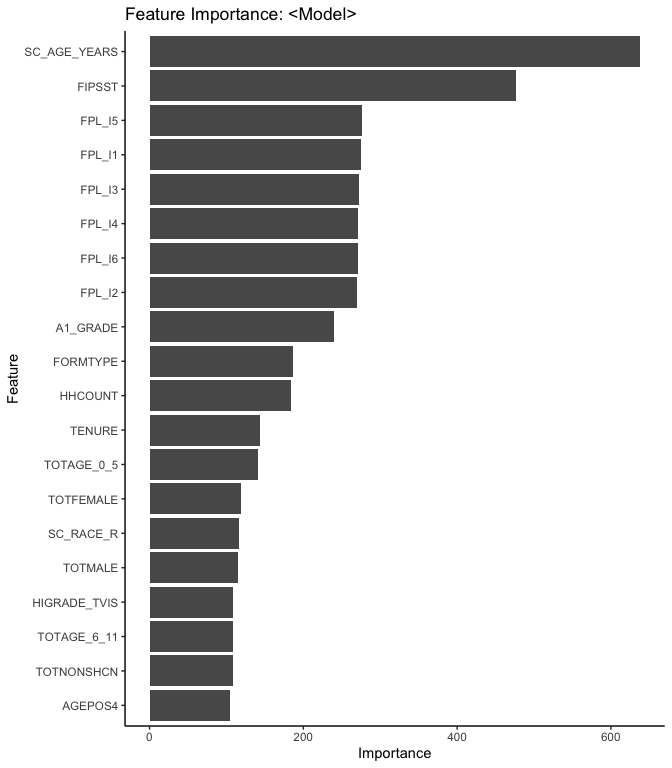 Feature Importance: <Model>
SC_AGE_YEARS
FIPSST
FPL_I5
FPL_I1
FPL_I3
FPL_I4
FPL_I6
FPL_I2
A1_GRADE
FORMTYPE
HHCOUNT
TENURE
TOTAGE_0_5
TOTFEMALE
SC_RACE_R
TOTMALE
HIGRADE_TVIS
TOTAGE_6_11
TOTNONSHCN
AGEPOS4
Feature
0 200 400 600
Importance